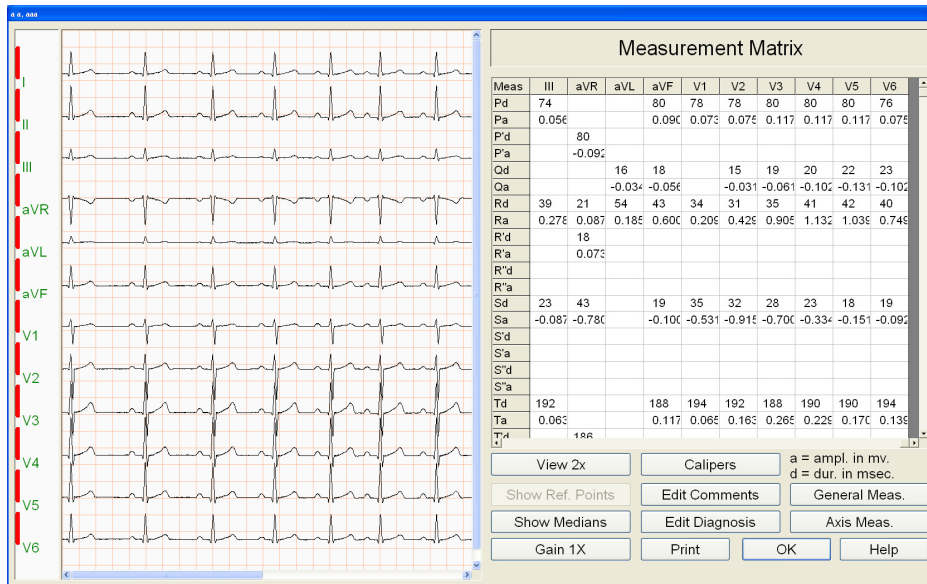 a a, aaa
I
II
III
aVR
aVL
aVF
V1
V2
V3
V4
V5
V6
Measurement Matrix
Meas III aVR aVL aVF V1 V2 V3 V4 V5 V6
Pd 74 80 78 78 80 80 80 76
Pa 0.056 0.090 0.073 0.075 0.117 0.117 0.117 0.075
P'd 80
P'a -0.092
Qd 16 18 15 19 20 22 23
Qa -0.034 -0.056 -0.031 -0.061 -0.102 -0.131 -0.102
Rd 39 21 54 43 34 31 35 41 42 40
Ra 0.278 0.087 0.185 0.600 0.209 0.429 0.905 1.132 1.039 0.749
R'd 18
R'a 0.073
R"d
R"a
Sd 23 43 19 35 32 28 23 18 19
Sa -0.087 -0.780 -0.100 -0.531 -0.915 -0.700 -0.334 -0.151 -0.092
S'd
S'a
S"d
S"a
Td 192 188 194 192 188 190 190 194
Ta 0.063 0.117 0.065 0.163 0.265 0.229 0.170 0.139
T'd 186
View 2x Calipers a = ampl. in mv.
d = dur. in msec.
Show Ref. Points Edit Comments General Meas.
Show Medians Edit Diagnosis Axis Meas.
Gain 1X Print OK Help